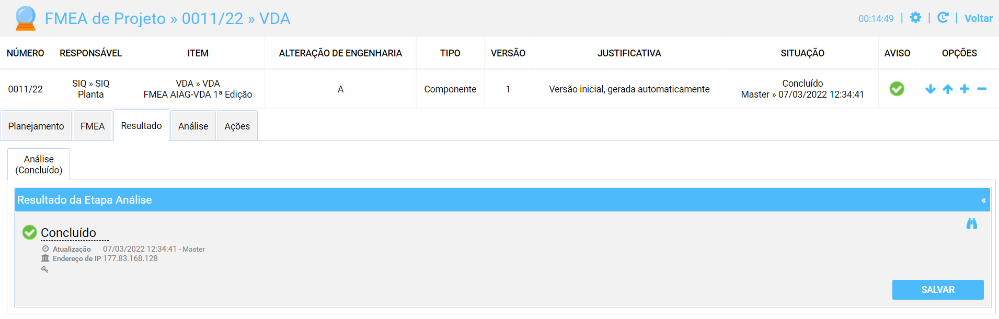 FMEA de Projeto » 0011/22 » VDA
00:14:49 | | | Voltar
NÚMERO RESPONSÁVEL ITEM ALTERAÇÃO DE ENGENHARIA TIPO VERSÃO JUSTIFICATIVA SITUAÇÃO AVISO OPÇÕES
0011/22
SIQ » SIQ
Planta
VDA » VDA
FMEA AIAG-VDA 1ª Edição
A
Componente
1
Versão inicial, gerada automaticamente
Concluído
Master » 07/03/2022 12:34:41
Planejamento FMEA Resultado Análise Ações
Análise
(Concluído)
Resultado da Etapa Análise «
Concluído
Atualização 07/03/2022 12:34:41 - Master
Endereço de IP 177.83.168.128
SALVAR